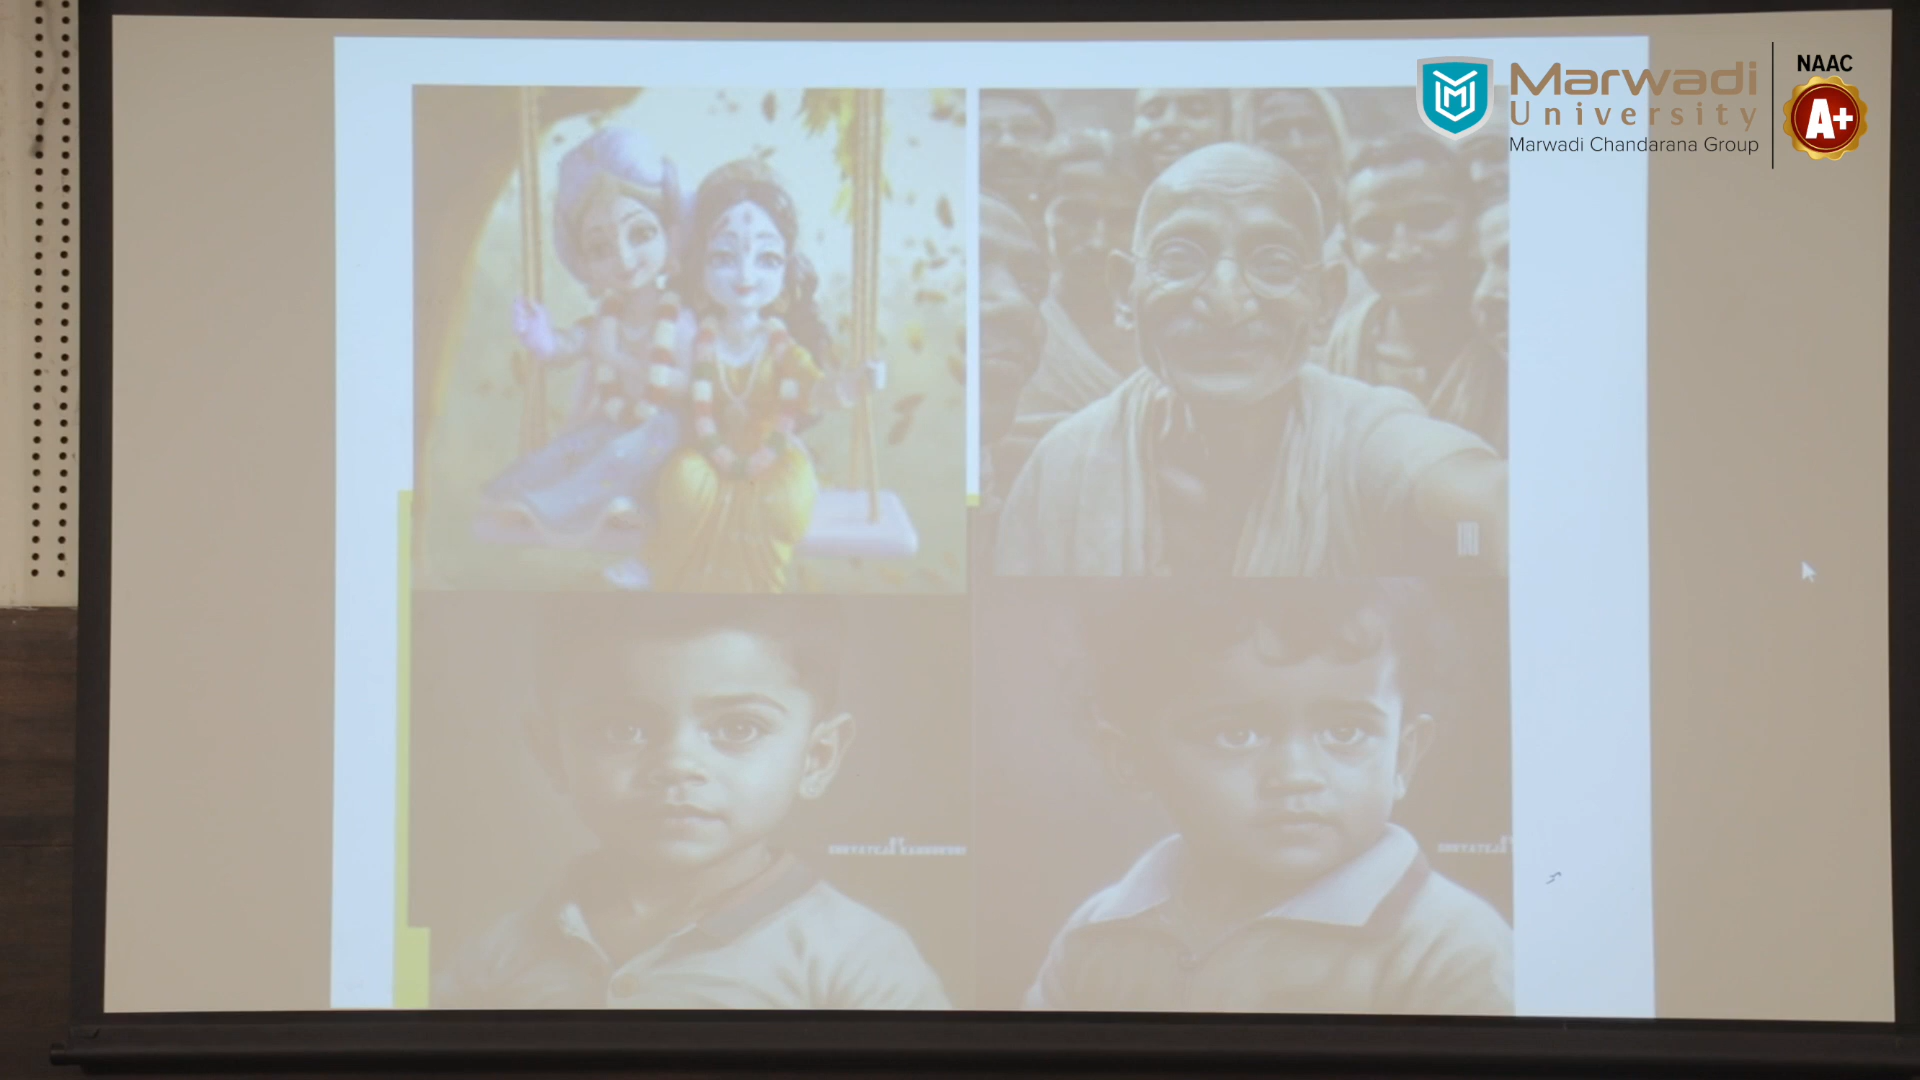 Marwadi
University
Marwadi Chandarana Group
NAAC
A+